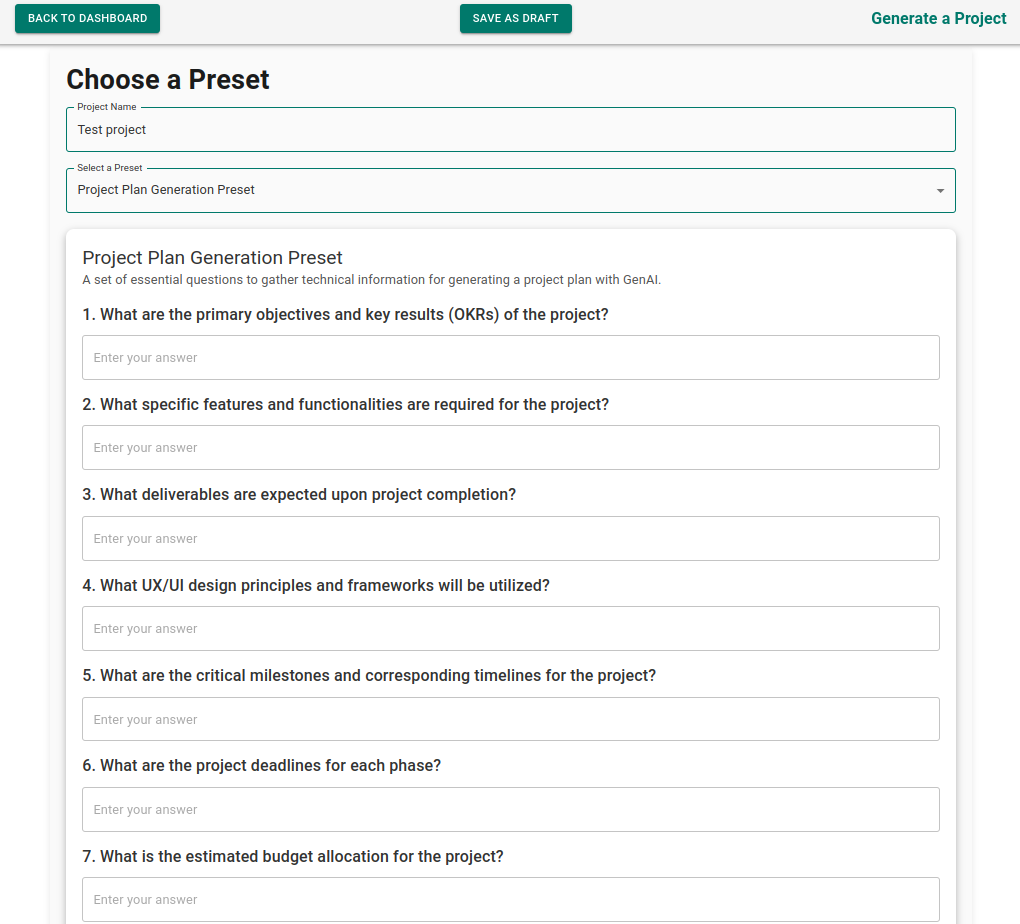 BACK TO DASHBOARD
SAVE AS DRAFT
Generate a Project
Choose a Preset
Project Name
Test project
Select a Preset
Project Plan Generation Preset
Project Plan Generation Preset
A set of essential questions to gather technical information for generating a project plan with GenAI.
1. What are the primary objectives and key results (OKRs) of the project?
Enter your answer
2. What specific features and functionalities are required for the project?
Enter your answer
3. What deliverables are expected upon project completion?
Enter your answer
4. What UX/UI design principles and frameworks will be utilized?
Enter your answer
5. What are the critical milestones and corresponding timelines for the project?
Enter your answer
6. What are the project deadlines for each phase?
Enter your answer
7. What is the estimated budget allocation for the project?
Enter your answer